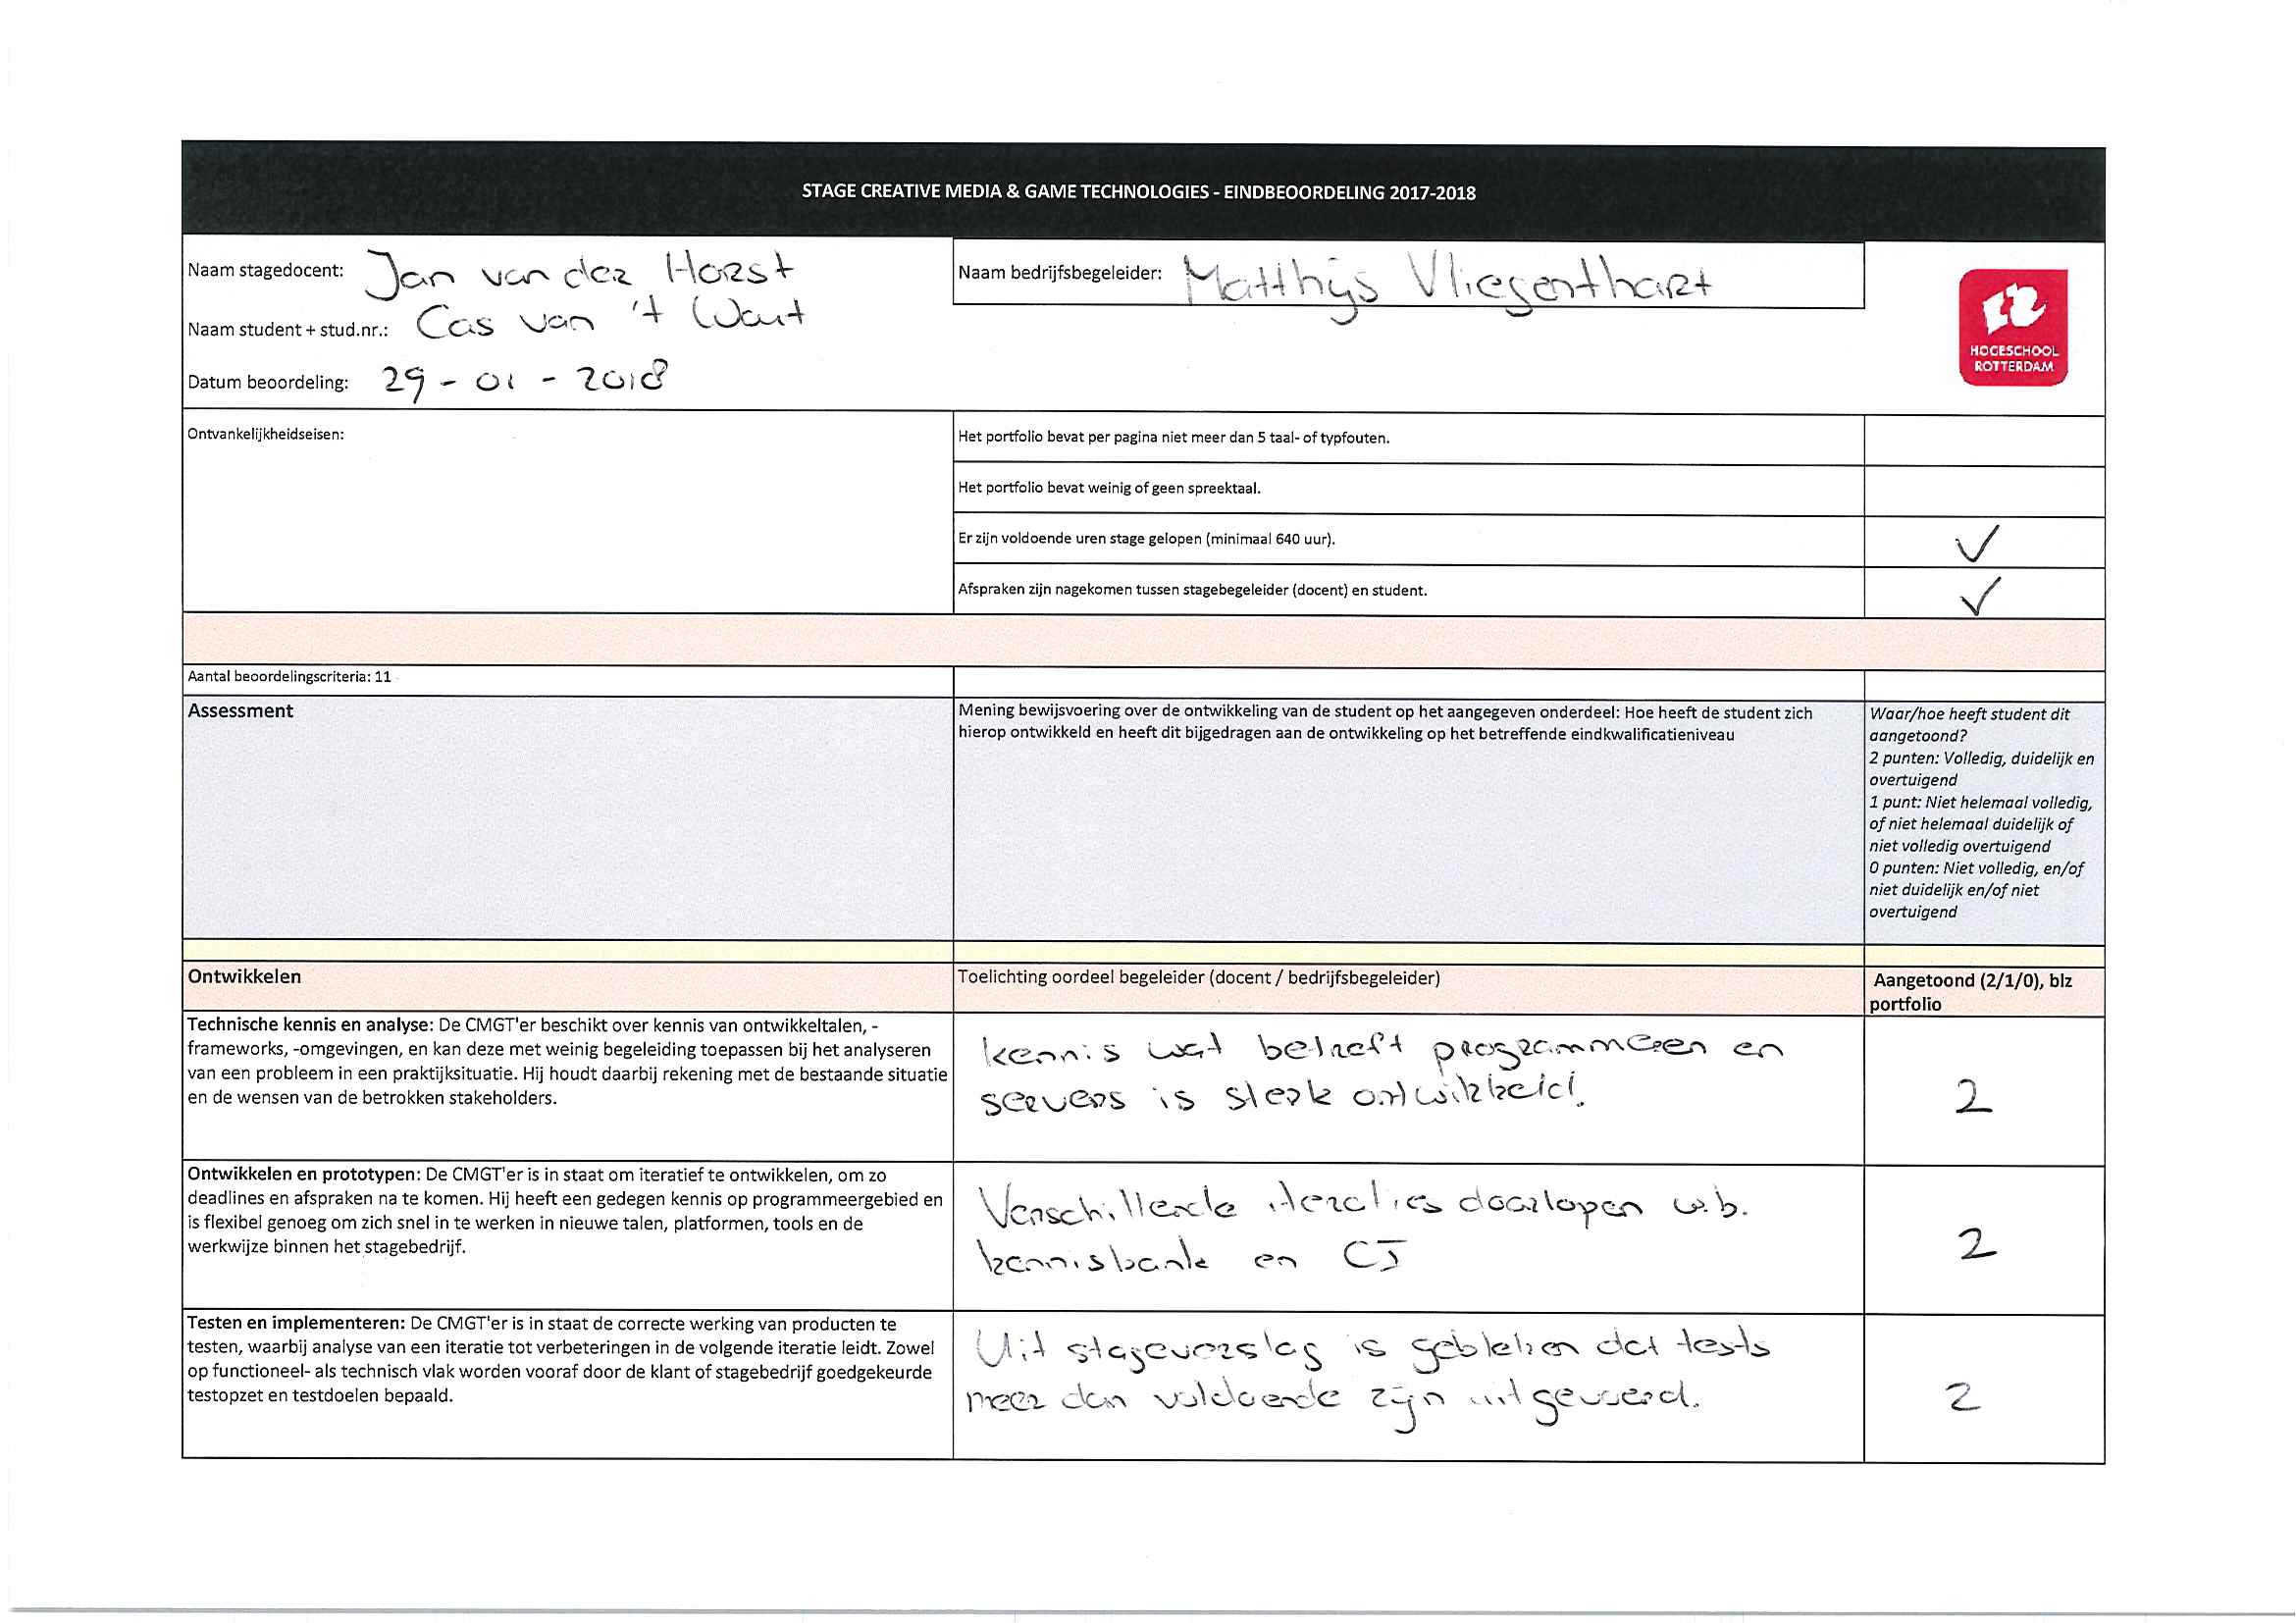 STAGE CREATIVE MEDIA & GAME TECHNOLOGIES - EINDBEOORDELING 2017-2018
Naam stagedocent: Jan van der Horst
Naam bedrijfsbegeleider: Matthijs Vliegenthart
Naam student + stud.nr.: Cas van 't Wout
Datum beoordeling: 29 - 01 - 2018
HOGESCHOOL
ROTTERDAM
Ontvankelijkheidseisen:
Het portfolio bevat per pagina niet meer dan 5 taal- of typfouten.
Het portfolio bevat weinig of geen spreektaal.
Er zijn voldoende uren stage gelopen (minimaal 640 uur). ✓
Afspraken zijn nagekomen tussen stagebegeleider (docent) en student. ✓
Aantal beoordelingscriteria: 11
Assessment
Mening bewijsvoering over de ontwikkeling van de student op het aangegeven onderdeel: Hoe heeft de student zich
hierop ontwikkeld en heeft dit bijgedragen aan de ontwikkeling op het betreffende eindkwalificatieniveau
Waar/hoe heeft student dit
aangetoond?
2 punten: Volledig, duidelijk en
overtuigend
1 punt: Niet helemaal volledig,
of niet helemaal duidelijk of
niet volledig overtuigend
0 punten: Niet volledig, en/of
niet duidelijk en/of niet
overtuigend
Ontwikkelen
Toelichting oordeel begeleider (docent / bedrijfsbegeleider)
Aangetoond (2/1/0), blz
portfolio
Technische kennis en analyse: De CMGT'er beschikt over kennis van ontwikkeltalen, -
frameworks, -omgevingen, en kan deze met weinig begeleiding toepassen bij het analyseren
van een probleem in een praktijksituatie. Hij houdt daarbij rekening met de bestaande situatie
en de wensen van de betrokken stakeholders.
kennis wat betreft programmeren en
servers is sterk ontwikkeld!
2
Ontwikkelen en prototypen: De CMGT'er is in staat om iteratief te ontwikkelen, om zo
deadlines en afspraken na te komen. Hij heeft een gedegen kennis op programmeergebied en
is flexibel genoeg om zich snel in te werken in nieuwe talen, platformen, tools en de
werkwijze binnen het stagebedrijf.
Verschillende iteraties doorlopen w.b.
kennisbank en CJ
2
Testen en implementeren: De CMGT'er is in staat de correcte werking van producten te
testen, waarbij analyse van een iteratie tot verbeteringen in de volgende iteratie leidt. Zowel
op functioneel- als technisch vlak worden vooraf door de klant of stagebedrijf goedgekeurde
testopzet en testdoelen bepaald.
Uit stageverslag is gebleken dat tests
meer dan voldoende zijn uitgevoerd.
2